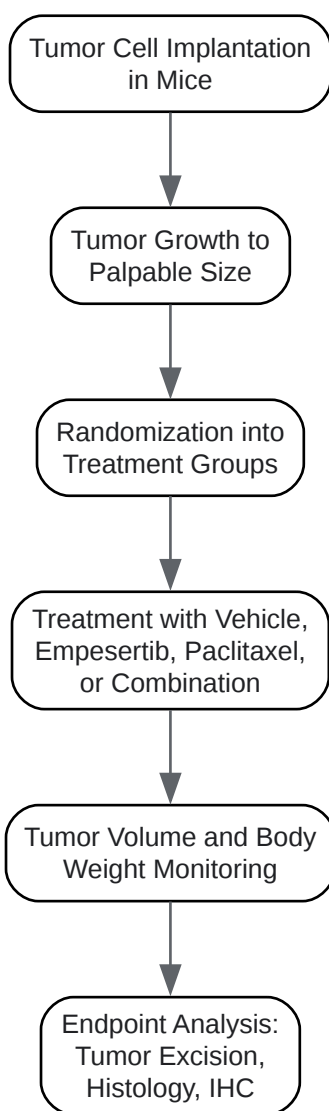 Tumor Cell Implantation
in Mice
Tumor Growth to
Palpable Size
Randomization into
Treatment Groups
Treatment with Vehicle,
Empesertib, Paclitaxel,
or Combination
Tumor Volume and Body
Weight Monitoring
Endpoint Analysis:
Tumor Excision,
Histology, IHC